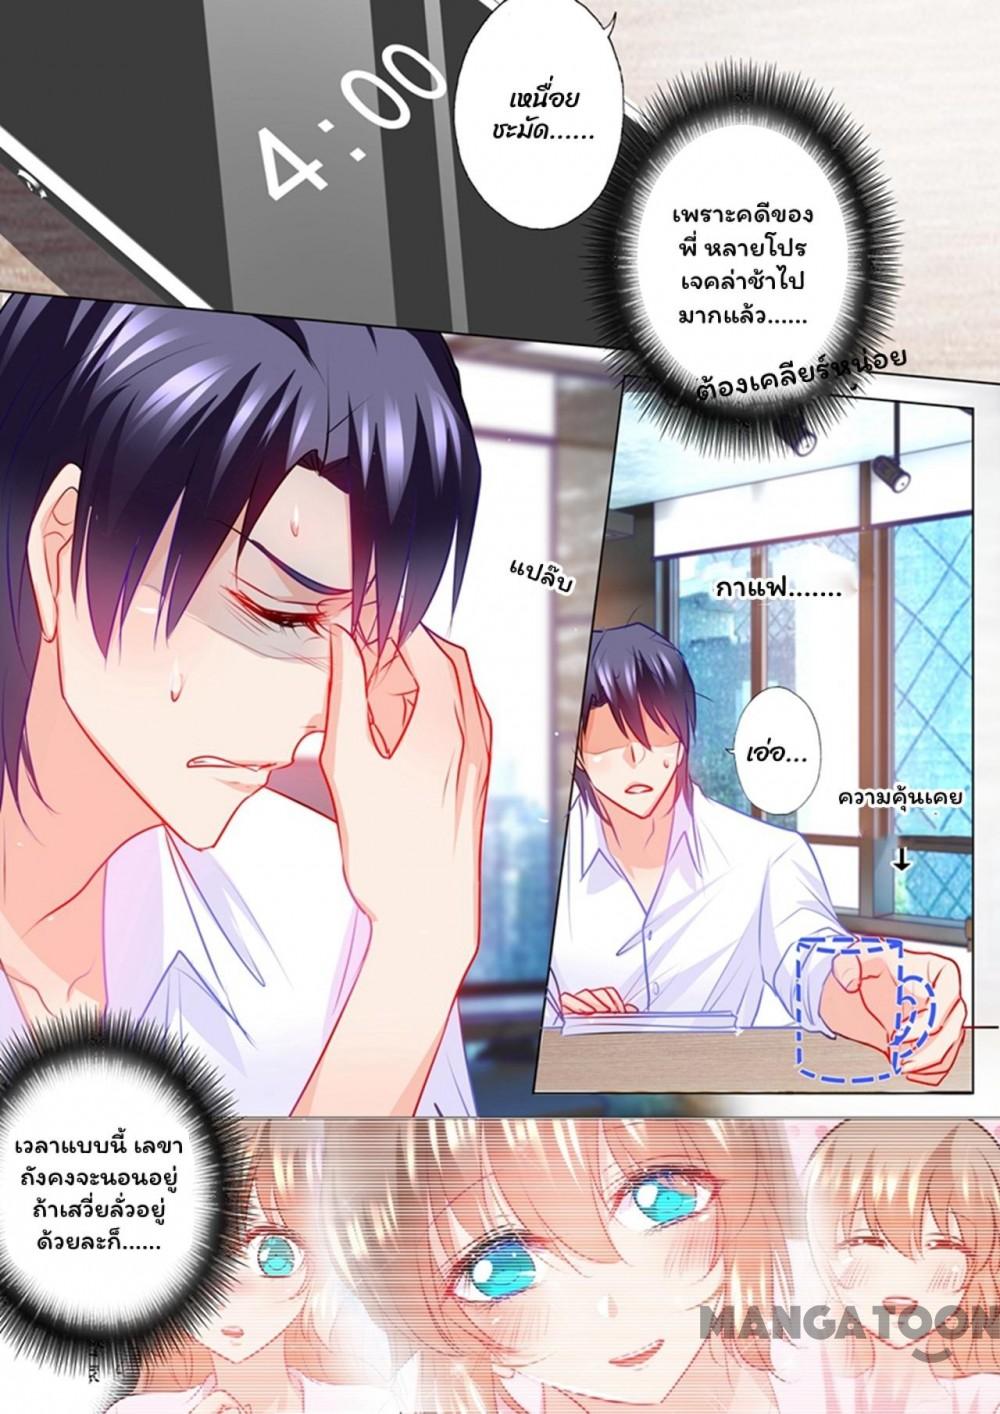 4:00
เหนื่อย
ชะมัด......
เพราะคดีของ
พี่ หลายโปร
เจคล่าช้าไป
มากแล้ว......
ต้องเคลียร์หน่อย
แปล๊บ
กาแฟ.......
เอ่อ...
ความคุ้นเคย
เวลาแบบนี้ เลขา
ถังคงจะนอนอยู่
ถ้าเสวี่ยลั่วอยู่
ด้วยละก็......
MANGATOON